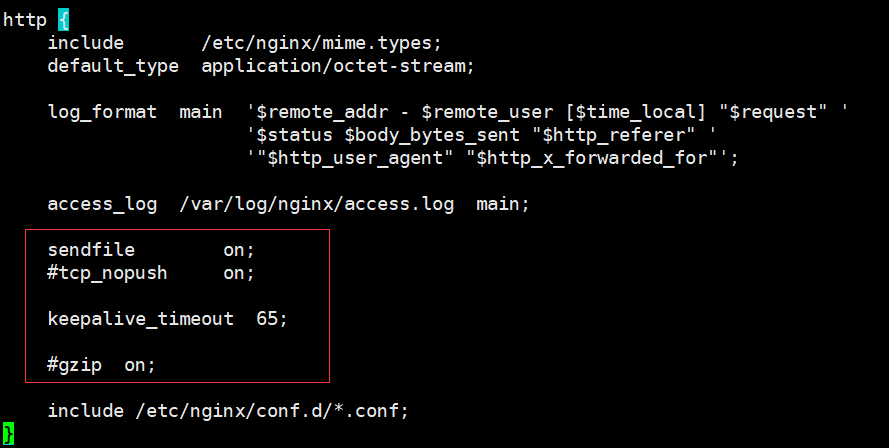 http {
    include       /etc/nginx/mime.types;
    default_type  application/octet-stream;
    log_format  main  '$remote_addr - $remote_user [$time_local] "$request" '
                      '$status $body_bytes_sent "$http_referer" '
                      '"$http_user_agent" "$http_x_forwarded_for"';
    access_log  /var/log/nginx/access.log  main;
    sendfile        on;
    #tcp_nopush     on;
    keepalive_timeout  65;
    #gzip  on;
    include /etc/nginx/conf.d/*.conf;
}